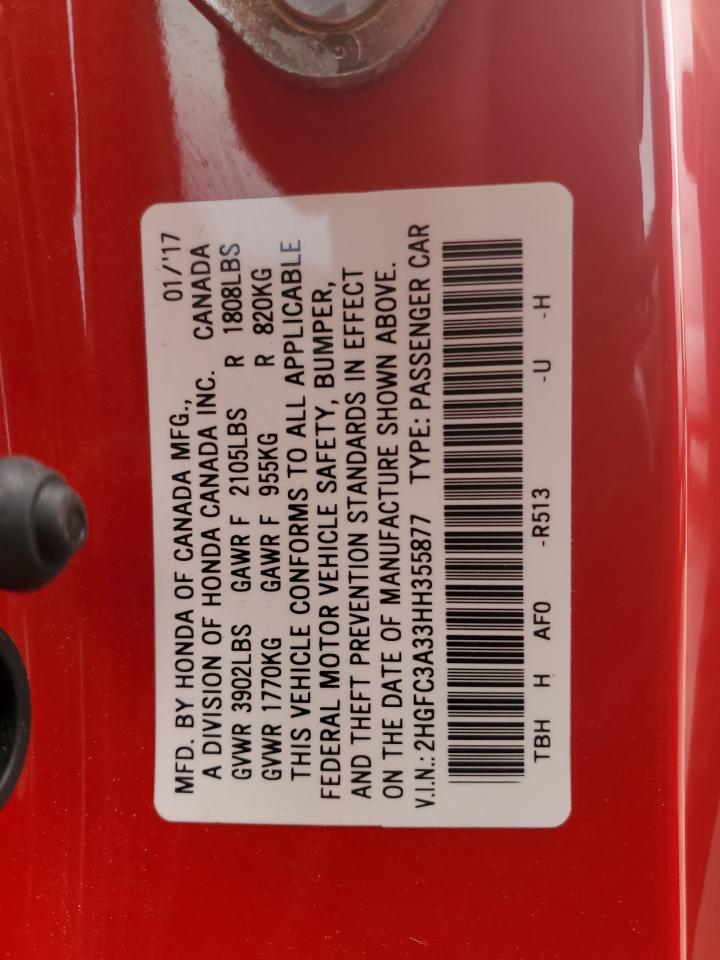 MFD. BY HONDA OF CANADA MFG., 01/'17
A DIVISION OF HONDA CANADA INC. CANADA
GVWR 3902LBS GAWR F 2105LBS R 1808LBS
GVWR 1770KG GAWR F 955KG R 820KG
THIS VEHICLE CONFORMS TO ALL APPLICABLE
FEDERAL MOTOR VEHICLE SAFETY, BUMPER,
AND THEFT PREVENTION STANDARDS IN EFFECT
ON THE DATE OF MANUFACTURE SHOWN ABOVE.
V.I.N.: 2HGFC3A33HH355877 TYPE: PASSENGER CAR
TBH H AF0 -R513 -U -H